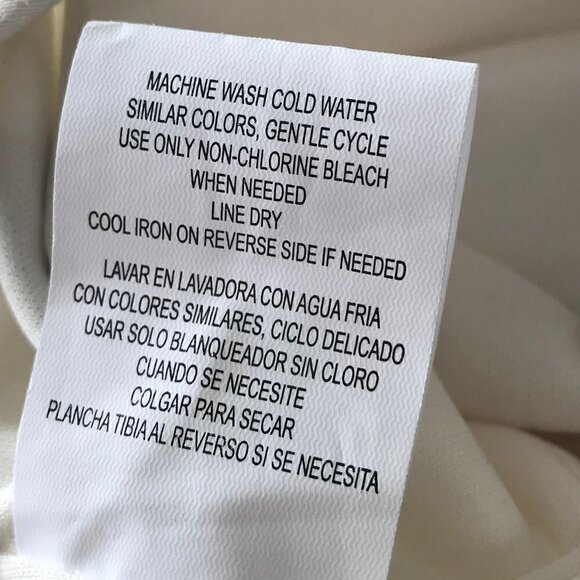 MACHINE WASH COLD WATER
SIMILAR COLORS, GENTLE CYCLE
USE ONLY NON-CHLORINE BLEACH
WHEN NEEDED
LINE DRY
COOL IRON ON REVERSE SIDE IF NEEDED
LAVAR EN LAVADORA CON AGUA FRIA
CON COLORES SIMILARES, CICLO DELICADO
USAR SOLO BLANQUEADOR SIN CLORO
CUANDO SE NECESITE
COLGAR PARA SECAR
PLANCHA TIBIA AL REVERSO SI SE NECESITA